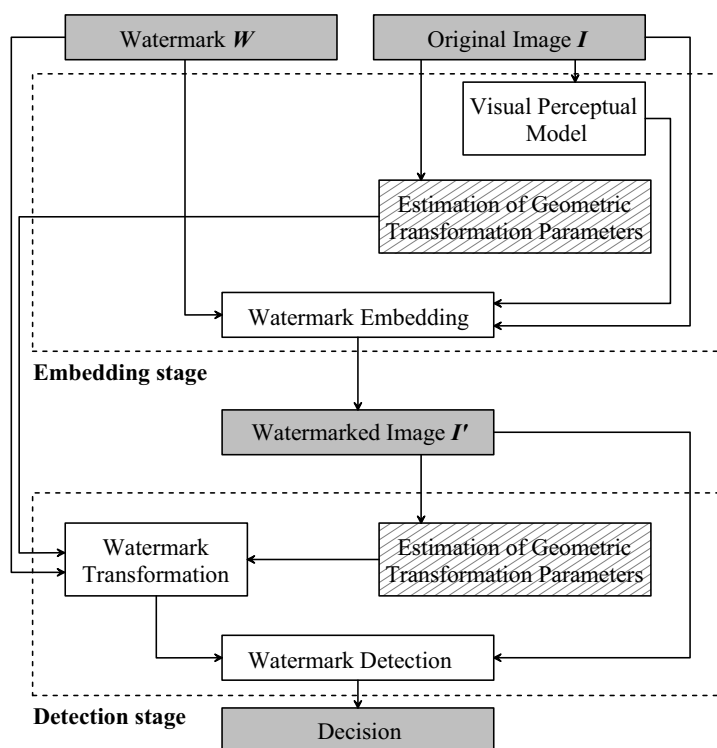 Watermark W
Original Image I
Visual Perceptual
Model
Estimation of Geometric
Transformation Parameters
Watermark Embedding
Embedding stage
Watermarked Image I'
Watermark
Transformation
Estimation of Geometric
Transformation Parameters
Watermark Detection
Detection stage
Decision